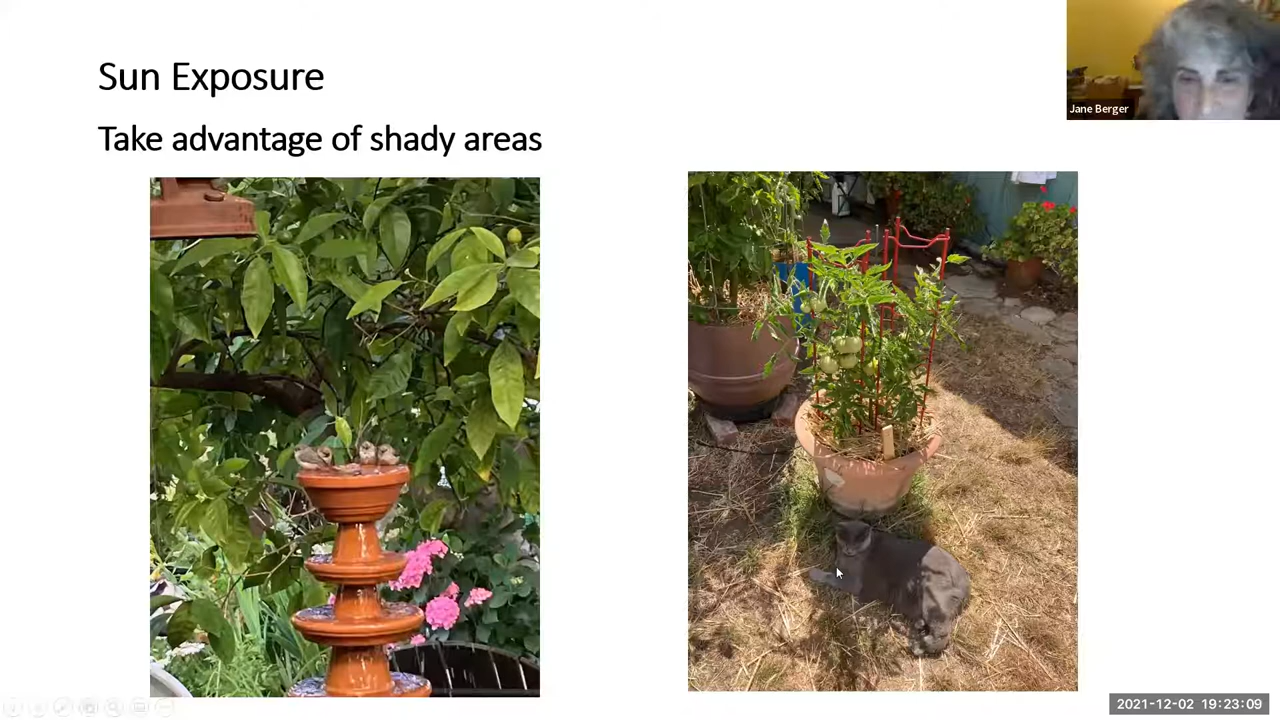 Sun Exposure
Take advantage of shady areas
Jane Berger
2021-12-02 19:23:09